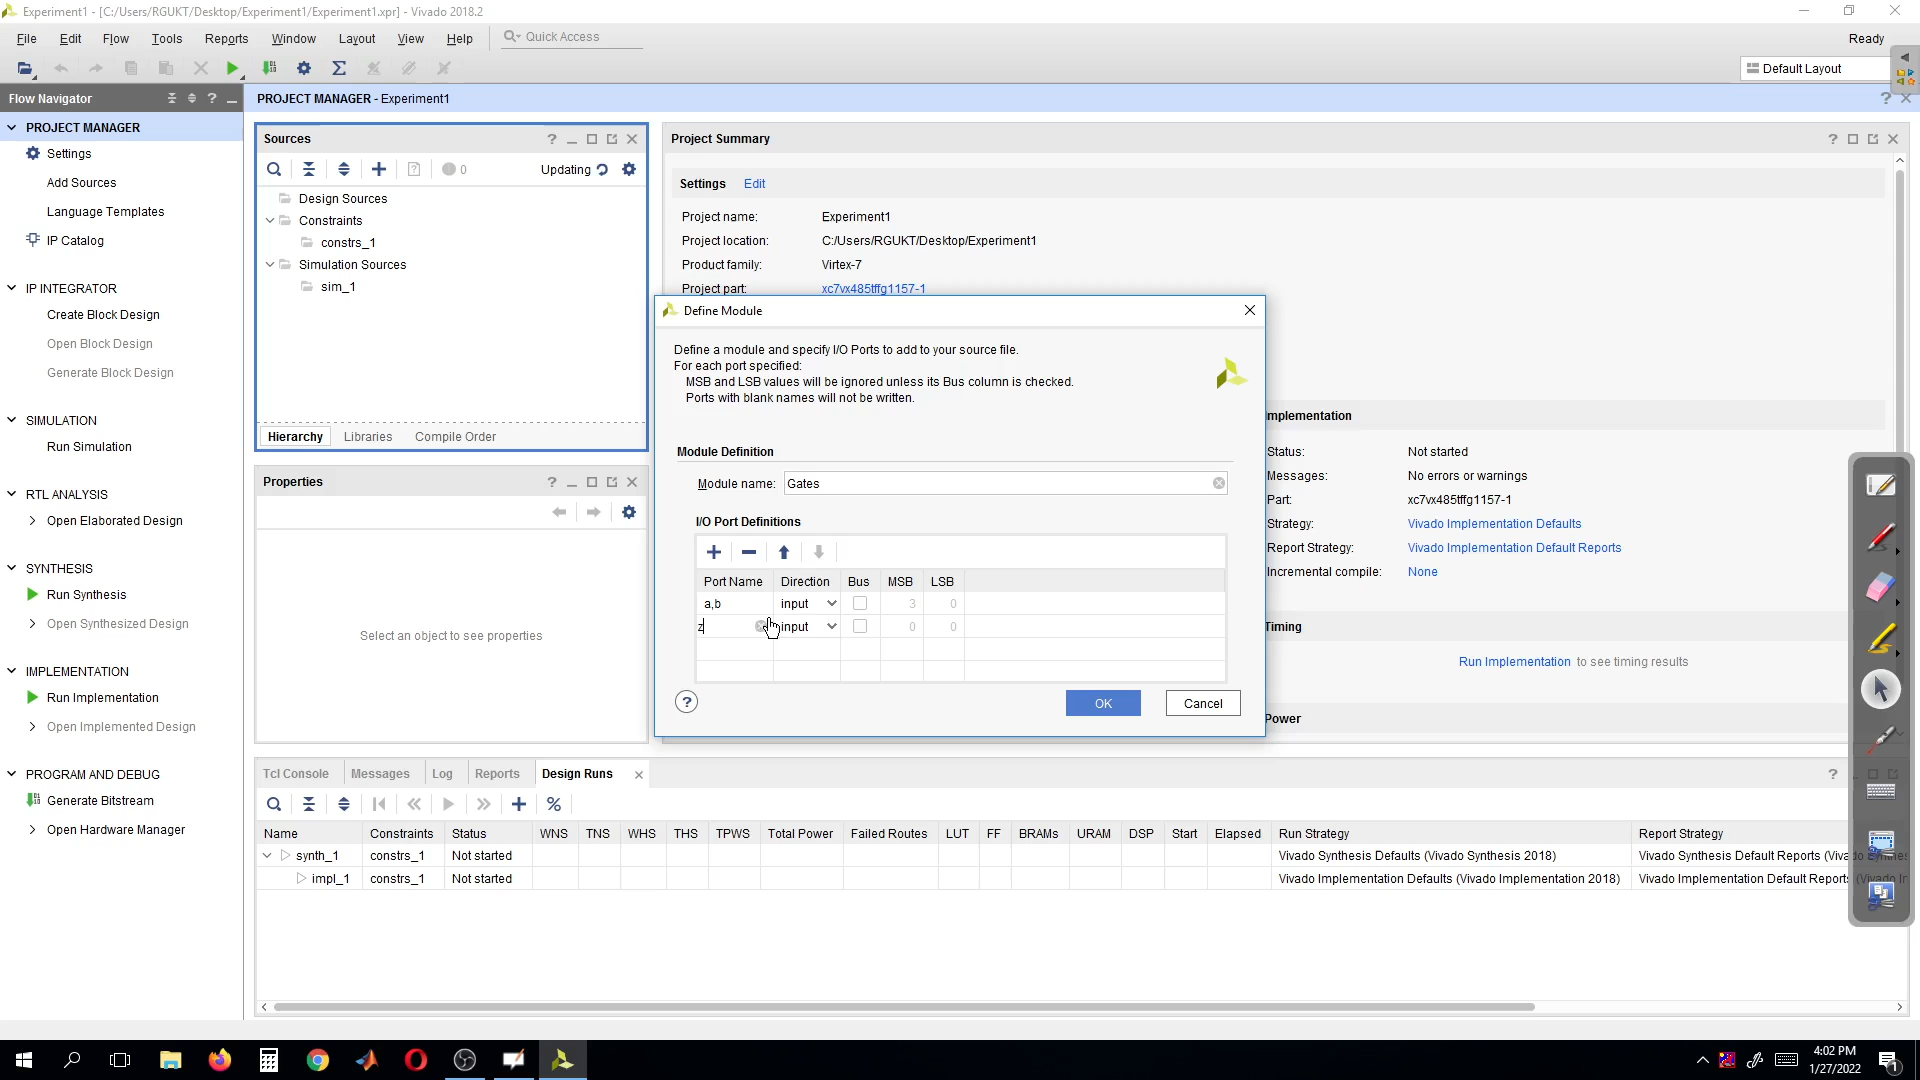 Experiment1 - [C:/Users/RGUKT/Desktop/Experiment1/Experiment1.xpr] - Vivado 2018.2
File Edit Flow Tools Reports Window Layout View Help Quick Access Ready
Default Layout
Flow Navigator
PROJECT MANAGER
Settings
Add Sources
Language Templates
IP Catalog
IP INTEGRATOR
Create Block Design
Open Block Design
Generate Block Design
SIMULATION
Run Simulation
RTL ANALYSIS
Open Elaborated Design
SYNTHESIS
Run Synthesis
Open Synthesized Design
IMPLEMENTATION
Run Implementation
Open Implemented Design
PROGRAM AND DEBUG
Generate Bitstream
Open Hardware Manager
PROJECT MANAGER - Experiment1
Sources
0 Updating
Design Sources
Constraints
constrs_1
Simulation Sources
sim_1
Hierarchy Libraries Compile Order
Properties
Select an object to see properties
Project Summary
Settings Edit
Project name: Experiment1
Project location: C:/Users/RGUKT/Desktop/Experiment1
Product family: Virtex-7
Project part: xc7vx485tffg1157-1
mplementation
Status: Not started
Messages: No errors or warnings
Part: xc7vx485tffg1157-1
Strategy: Vivado Implementation Defaults
Report Strategy: Vivado Implementation Default Reports
Incremental compile: None
Timing
Run Implementation to see timing results
Power
Define Module
Define a module and specify I/O Ports to add to your source file.
For each port specified:
MSB and LSB values will be ignored unless its Bus column is checked.
Ports with blank names will not be written.
Module Definition
Module name: Gates
I/O Port Definitions
Port Name Direction Bus MSB LSB
a,b input 3 0
z input 0 0
? OK Cancel
Tcl Console Messages Log Reports Design Runs
Name Constraints Status WNS TNS WHS THS TPWS Total Power Failed Routes LUT FF BRAMs URAM DSP Start Elapsed Run Strategy Report Strategy
synth_1 constrs_1 Not started Vivado Synthesis Defaults (Vivado Synthesis 2018) Vivado Synthesis Default Reports
impl_1 constrs_1 Not started Vivado Implementation Defaults (Vivado Implementation 2018) Vivado Implementation Default Report
4:02 PM
1/27/2022
1